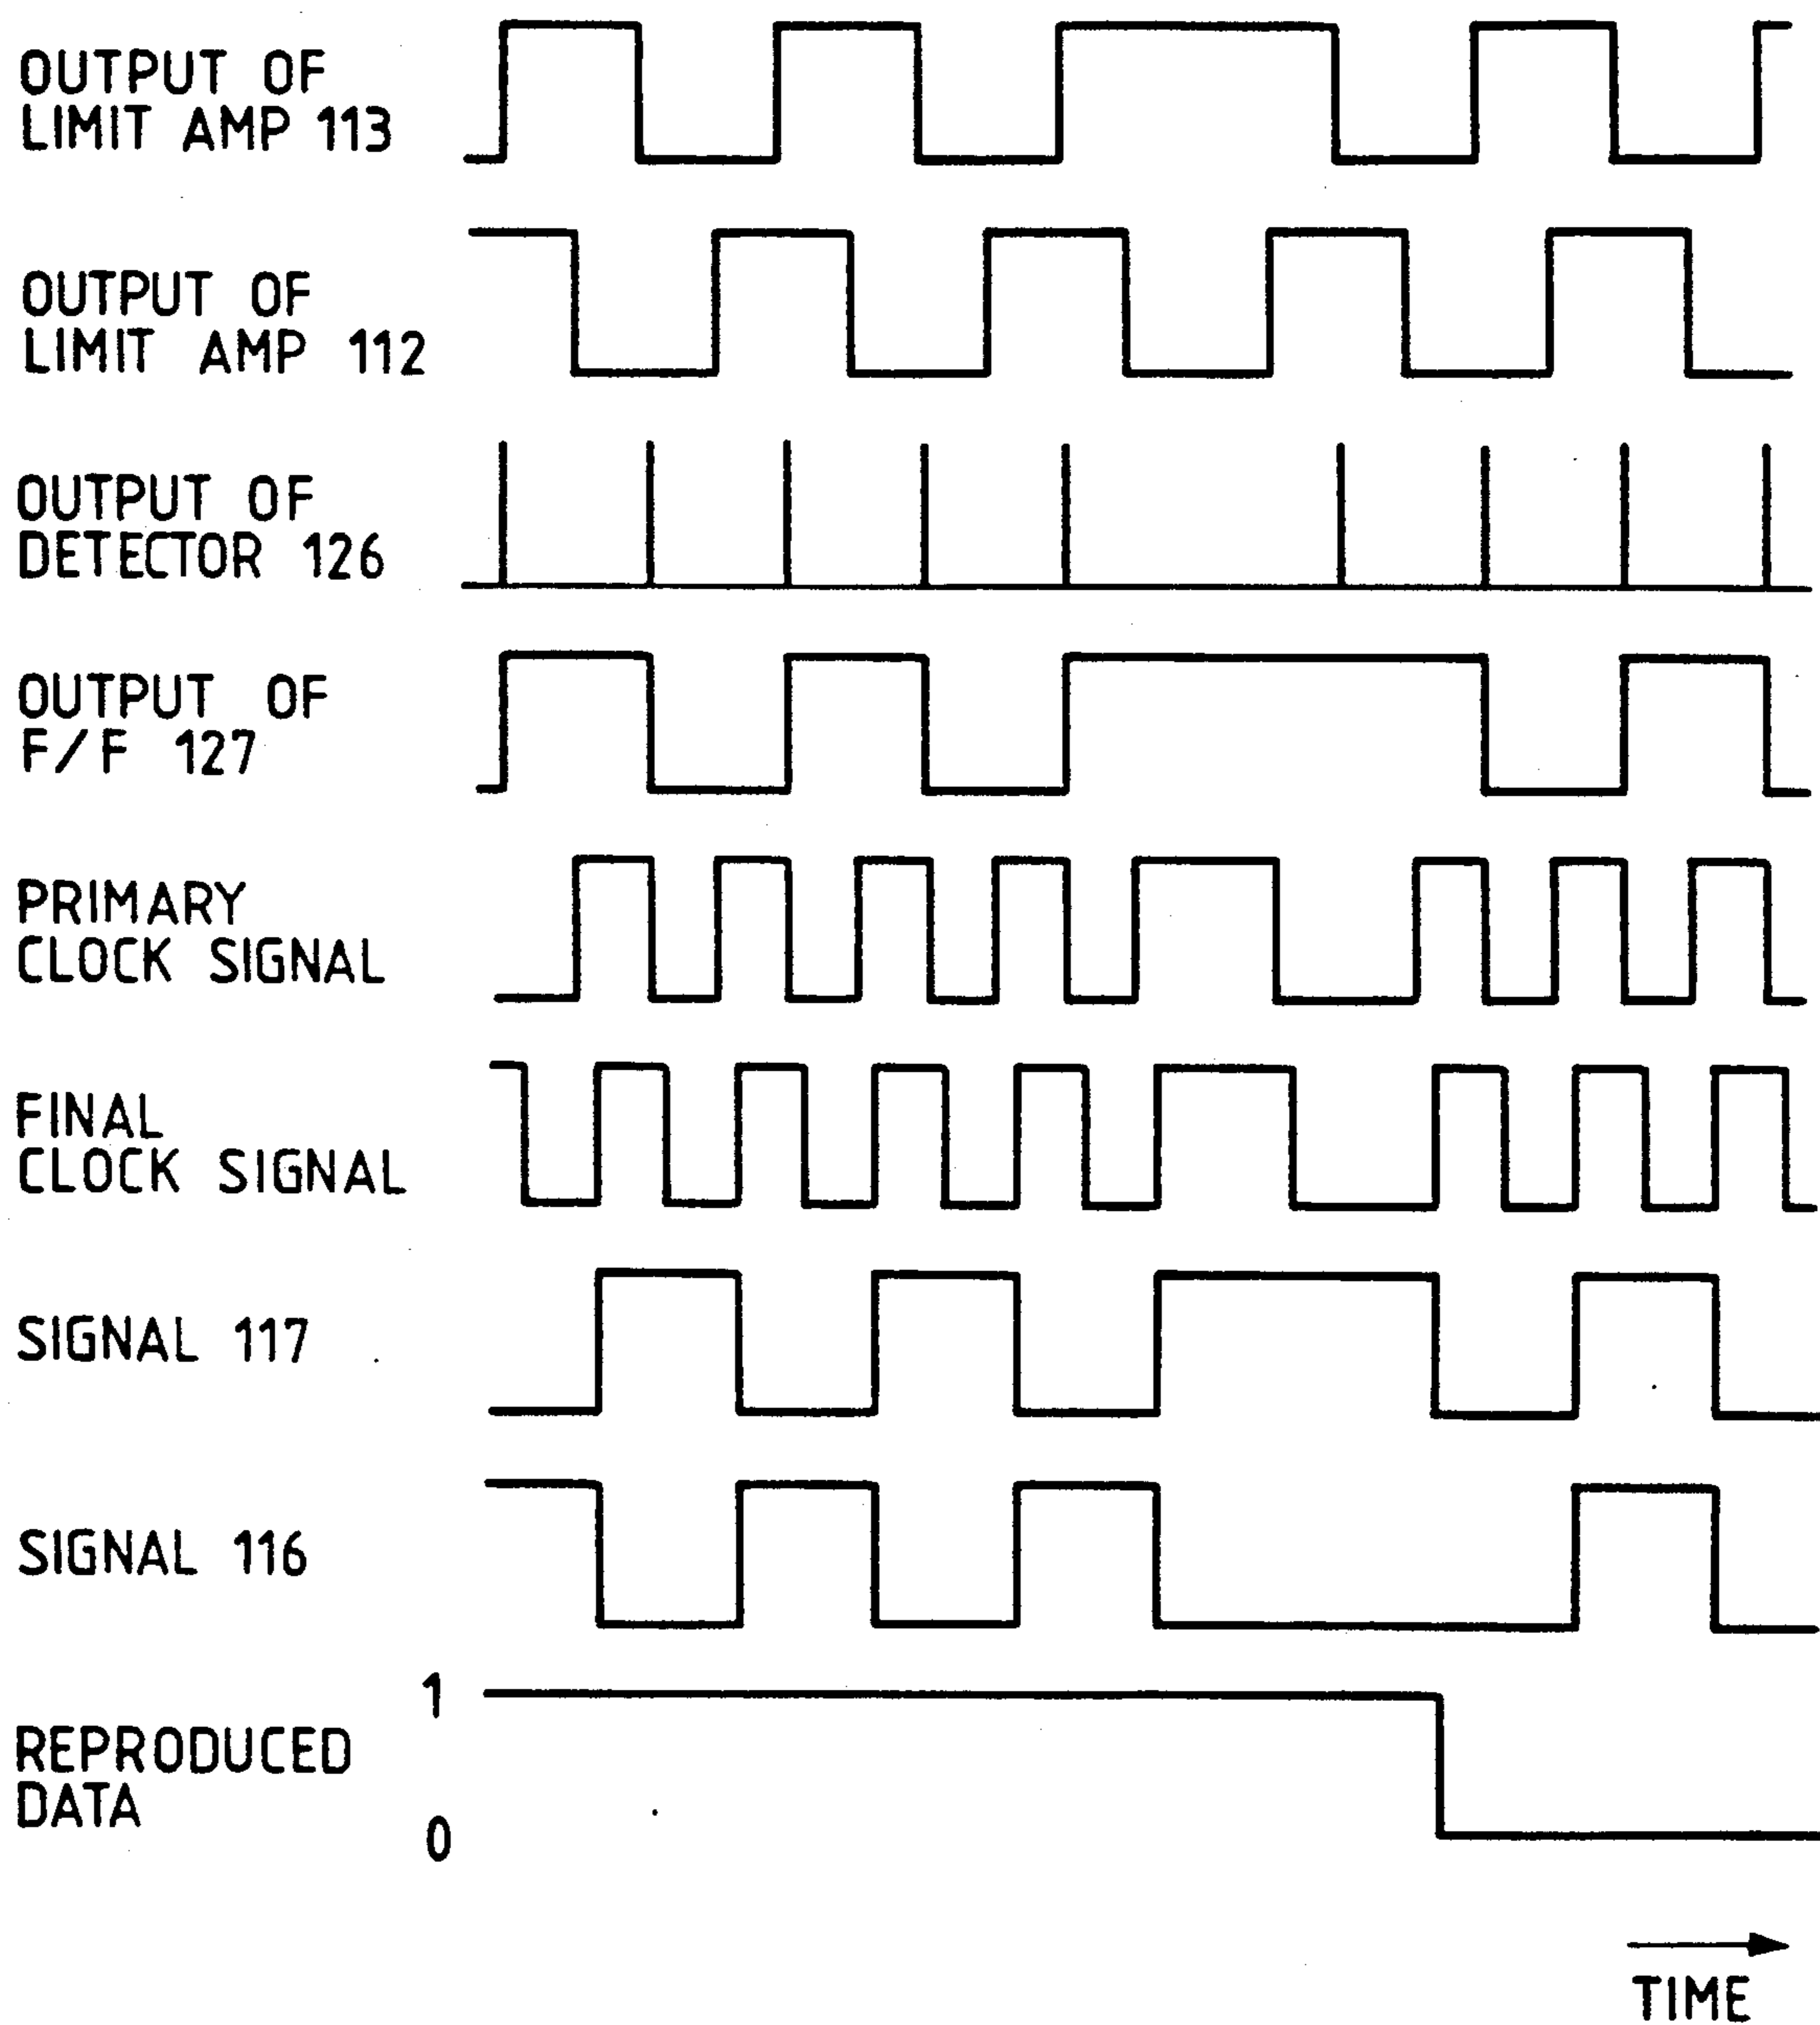 OUTPUT OF
LIMIT AMP 113
OUTPUT OF
LIMIT AMP 112
OUTPUT OF
DETECTOR 126
OUTPUT OF
F/F 127
PRIMARY
CLOCK SIGNAL
FINAL
CLOCK SIGNAL
SIGNAL 117
SIGNAL 116
1
REPRODUCED
DATA
0
TIME